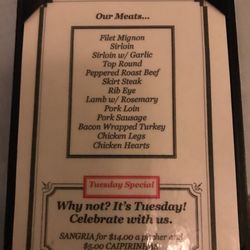 Our Meats...
Filet Mignon
Sirloin
Sirloin w/ Garlic
Top Round
Peppered Roast Beef
Skirt Steak
Rib Eye
Lamb w/ Rosemary
Pork Loin
Pork Sausage
Bacon Wrapped Turkey
Chicken Legs
Chicken Hearts
Tuesday Special
Why not? It's Tuesday!
Celebrate with us.
SANGRIA for $14.00 a pitcher and
$5.00 CAIPIRINHAS